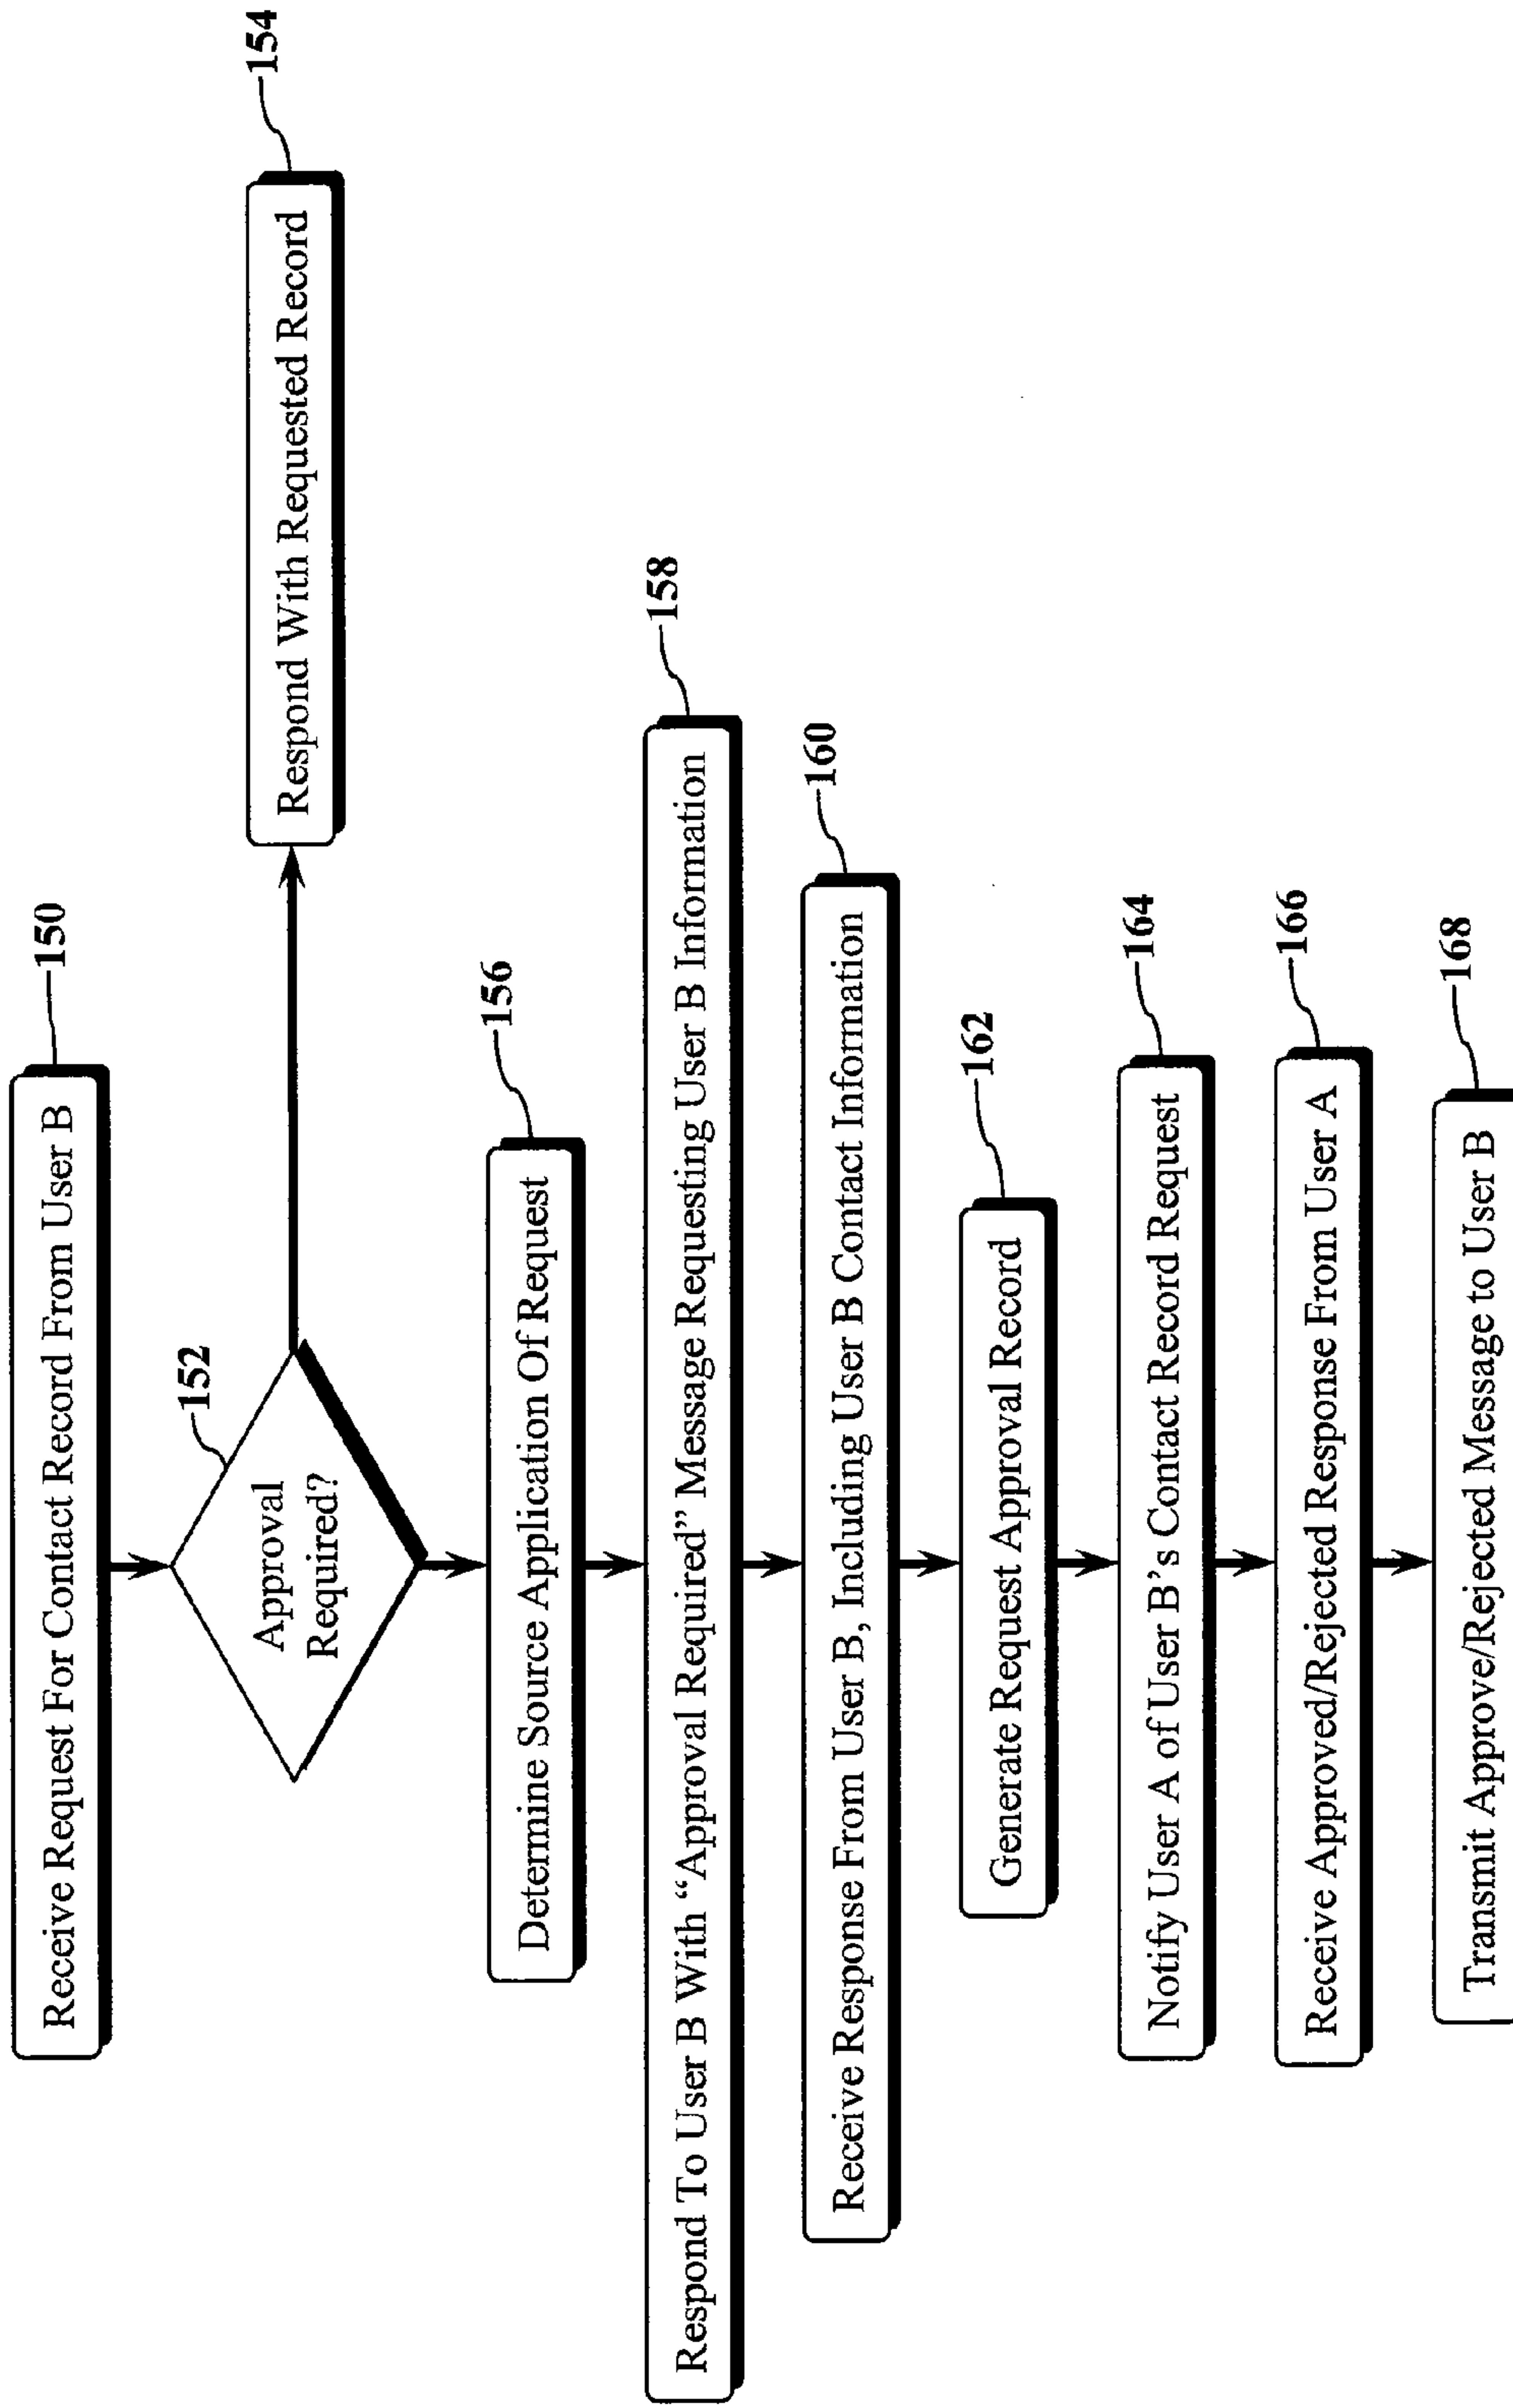 Receive Request For Contact Record From User B
150
Approval
Required?
152
Respond With Requested Record
154
Determine Source Application Of Request
156
Respond To User B With “Approval Required” Message Requesting User B Information
158
Receive Response From User B, Including User B Contact Information
160
Generate Request Approval Record
162
Notify User A of User B’s Contact Record Request
164
Receive Approved/Rejected Response From User A
166
Transmit Approve/Rejected Message to User B
168